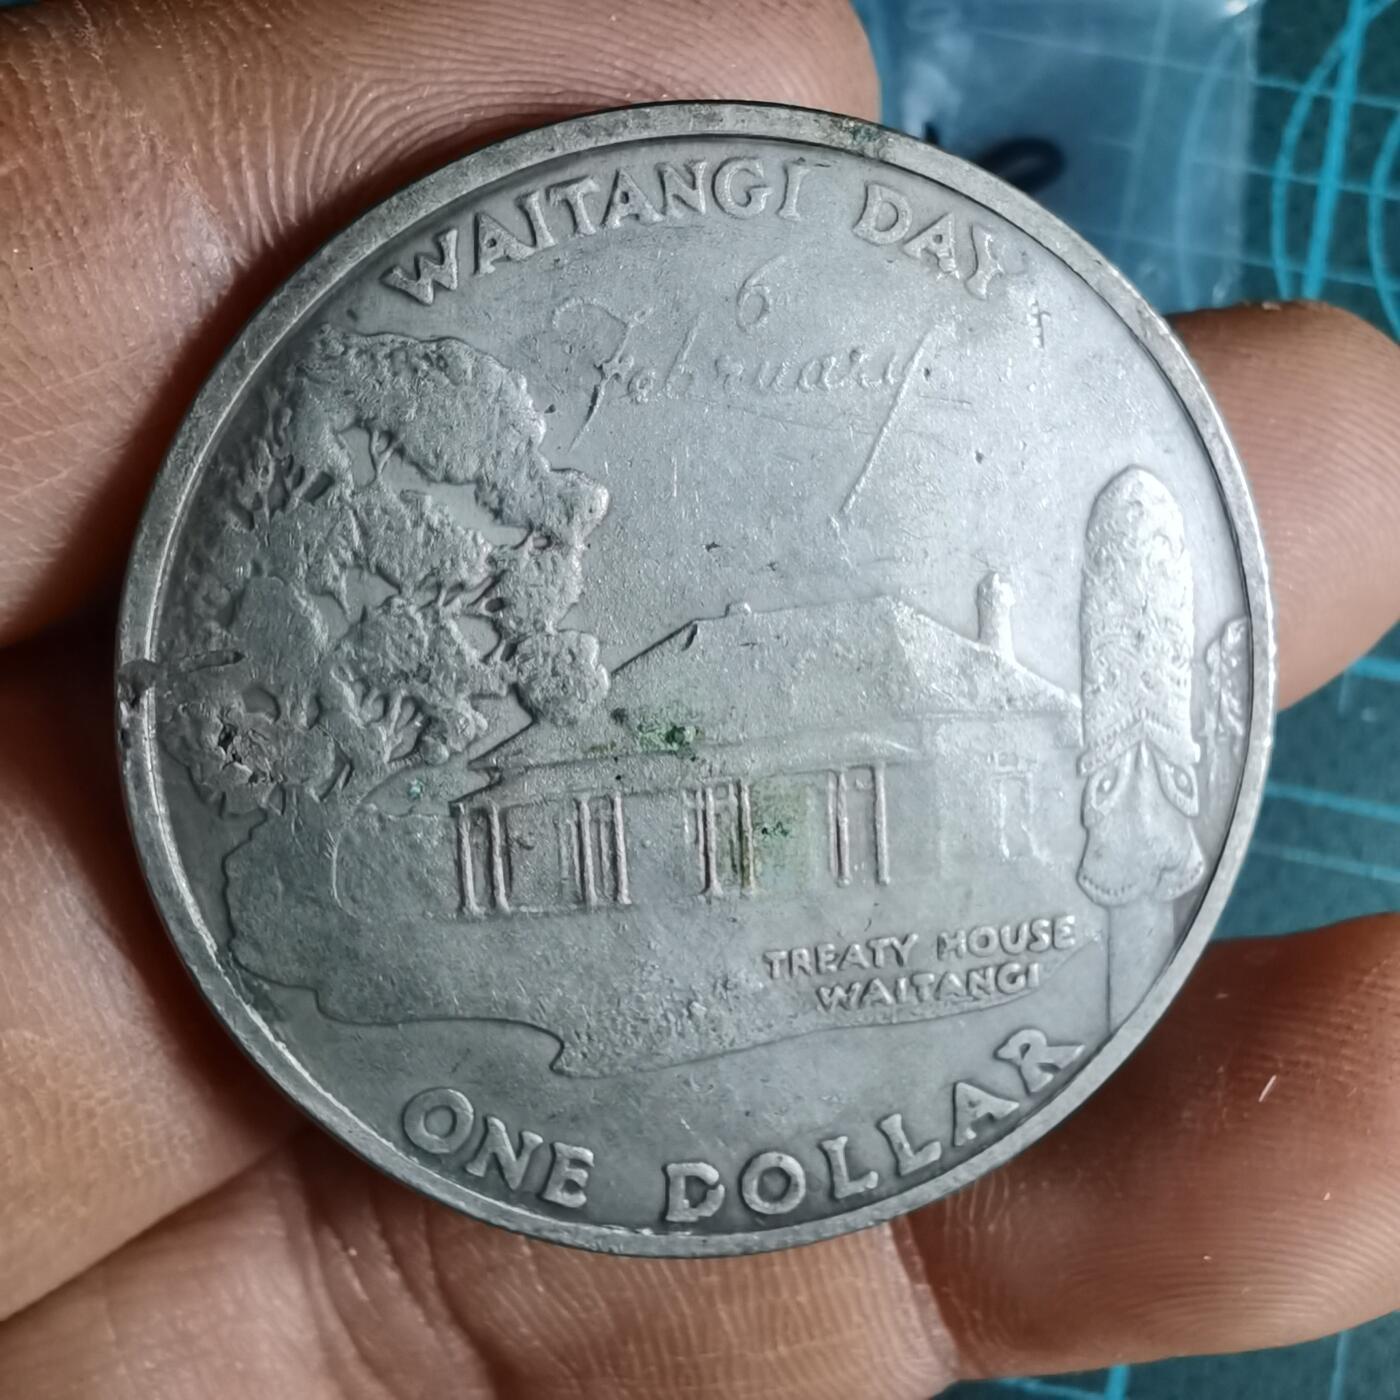 WAITANGI DAY
6
February
TREATY HOUSE
WAITANGI
ONE DOLLAR